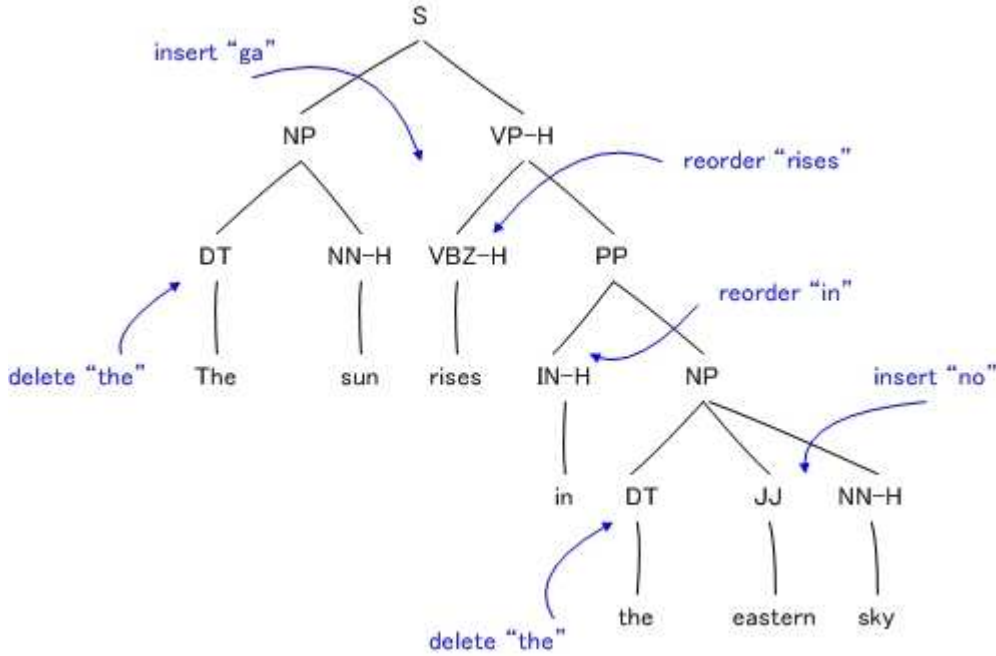 S
insert “ga”
NP VP-H
reorder “rises”
DT NN-H VBZ-H PP
reorder “in”
delete “the” The sun rises IN-H NP insert “no”
in DT JJ NN-H
the eastern sky
delete “the”